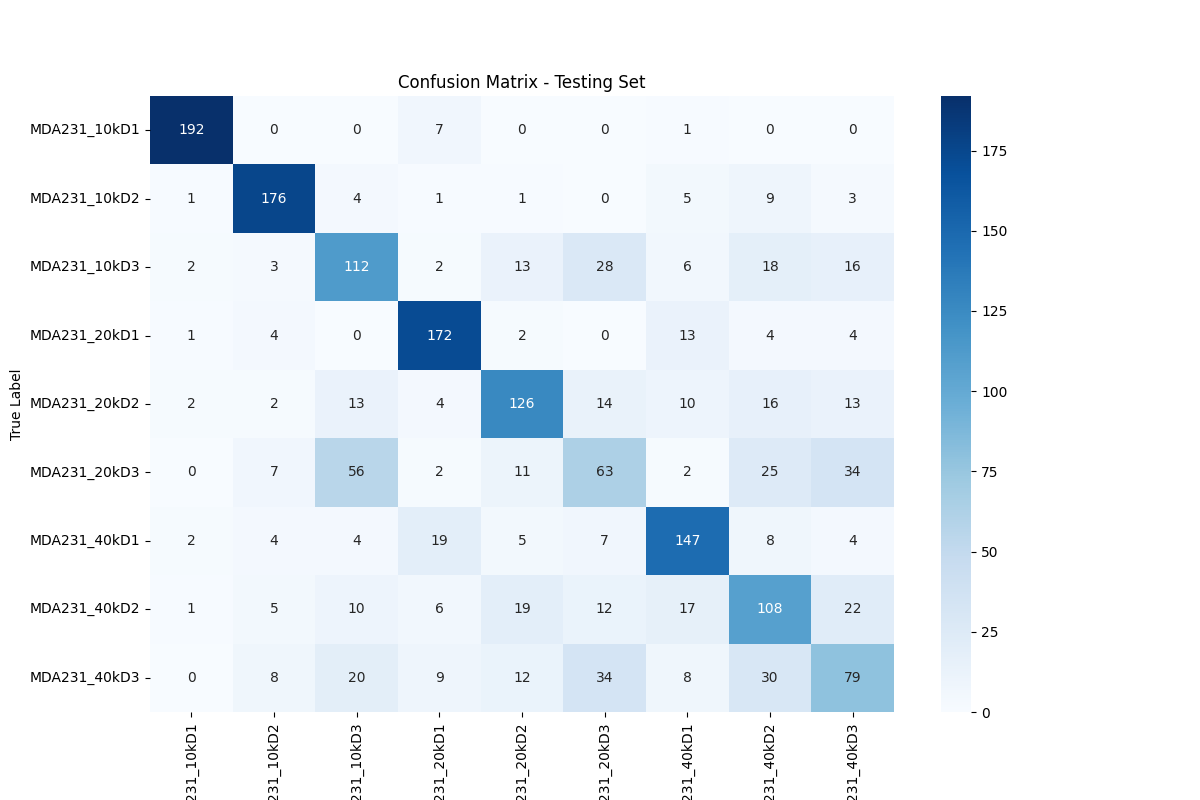 Confusion Matrix - Testing Set
True Label
MDA231_10kD1 192 0 0 7 0 0 1 0 0
MDA231_10kD2 1 176 4 1 1 0 5 9 3
MDA231_10kD3 2 3 112 2 13 28 6 18 16
MDA231_20kD1 1 4 0 172 2 0 13 4 4
MDA231_20kD2 2 2 13 4 126 14 10 16 13
MDA231_20kD3 0 7 56 2 11 63 2 25 34
MDA231_40kD1 2 4 4 19 5 7 147 8 4
MDA231_40kD2 1 5 10 6 19 12 17 108 22
MDA231_40kD3 0 8 20 9 12 34 8 30 79
231_10kD1
231_10kD2
231_10kD3
231_20kD1
231_20kD2
231_20kD3
231_40kD1
231_40kD2
231_40kD3
175
150
125
100
75
50
25
0